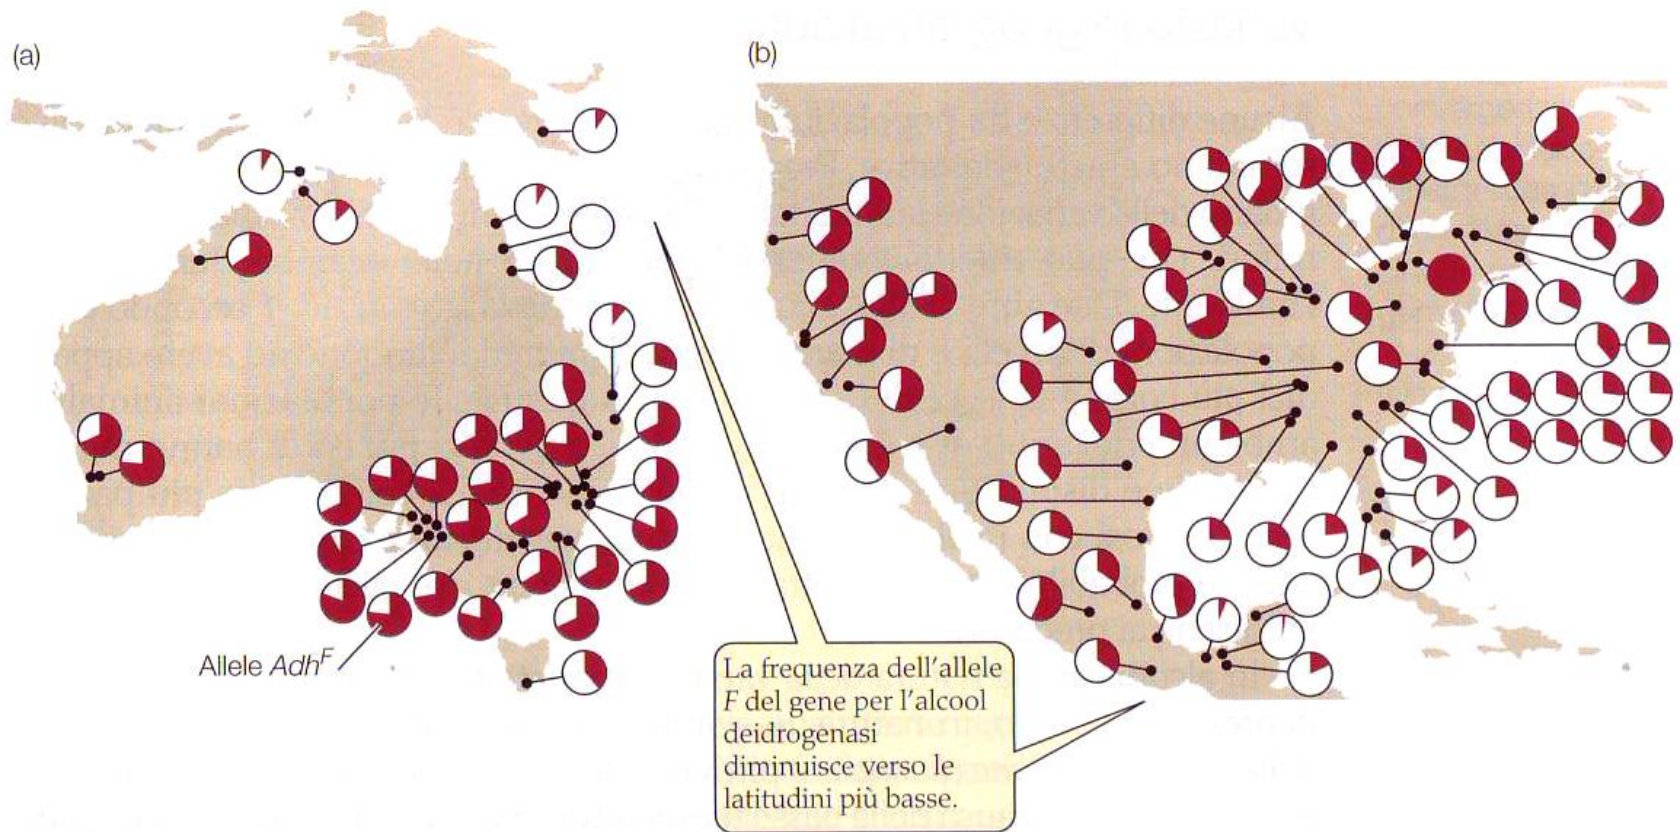 (a)
(b)
Allele Adh^F
La frequenza dell'allele
F del gene per l'alcool
deidrogenasi
diminuisce verso le
latitudini più basse.